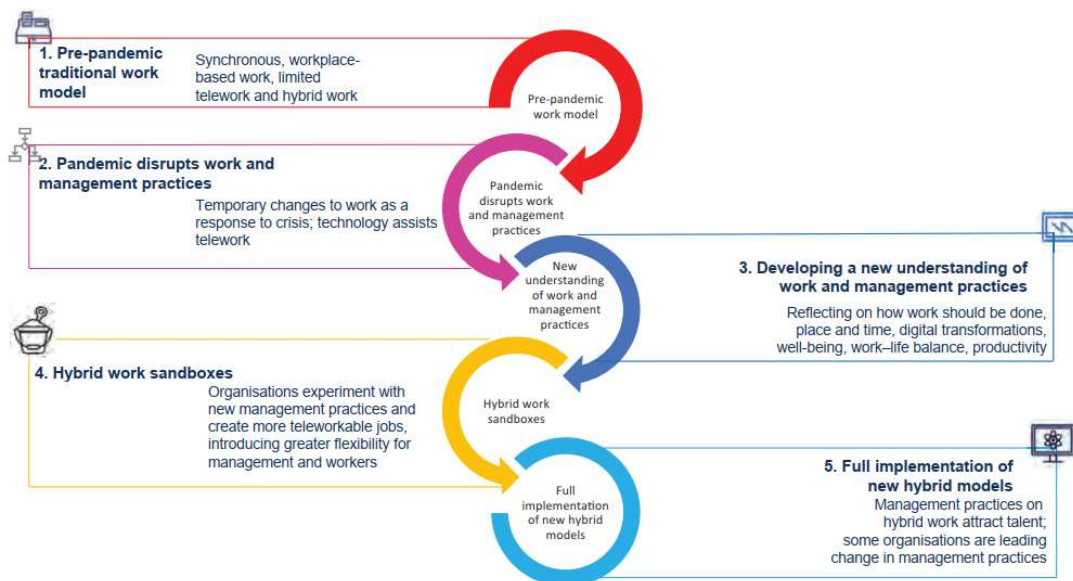 1. Pre-pandemic
traditional work
model
Synchronous, workplace-
based work, limited
telework and hybrid work
Pre-pandemic
work model
2. Pandemic disrupts work and
management practices
Temporary changes to work as a
response to crisis; technology assists
telework
Pandemic
disrupts work
and management
practices
New
understanding
of work and
management
practices
3. Developing a new understanding of
work and management practices
Reflecting on how work should be done,
place and time, digital transformations,
well-being, work–life balance, productivity
4. Hybrid work sandboxes
Organisations experiment with
new management practices and
create more teleworkable jobs,
introducing greater flexibility for
management and workers
Hybrid work
sandboxes
Full
implementation
of new hybrid
models
5. Full implementation of
new hybrid models
Management practices on
hybrid work attract talent;
some organisations are leading
change in management practices